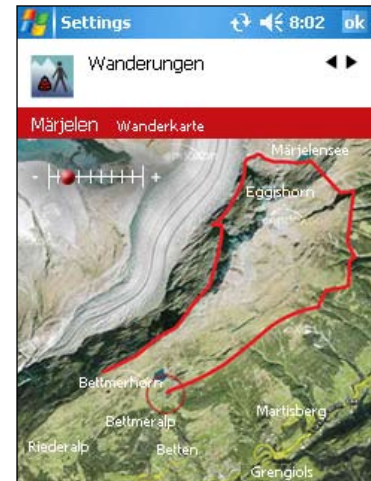 Settings 8:02 ok
Wanderungen
Märjelen Wanderkarte
- +
Märjelensee
Eggishorn
Bettmerhorn
Bettmeralp
Martisberg
Riederalp
Betten
Grengiols